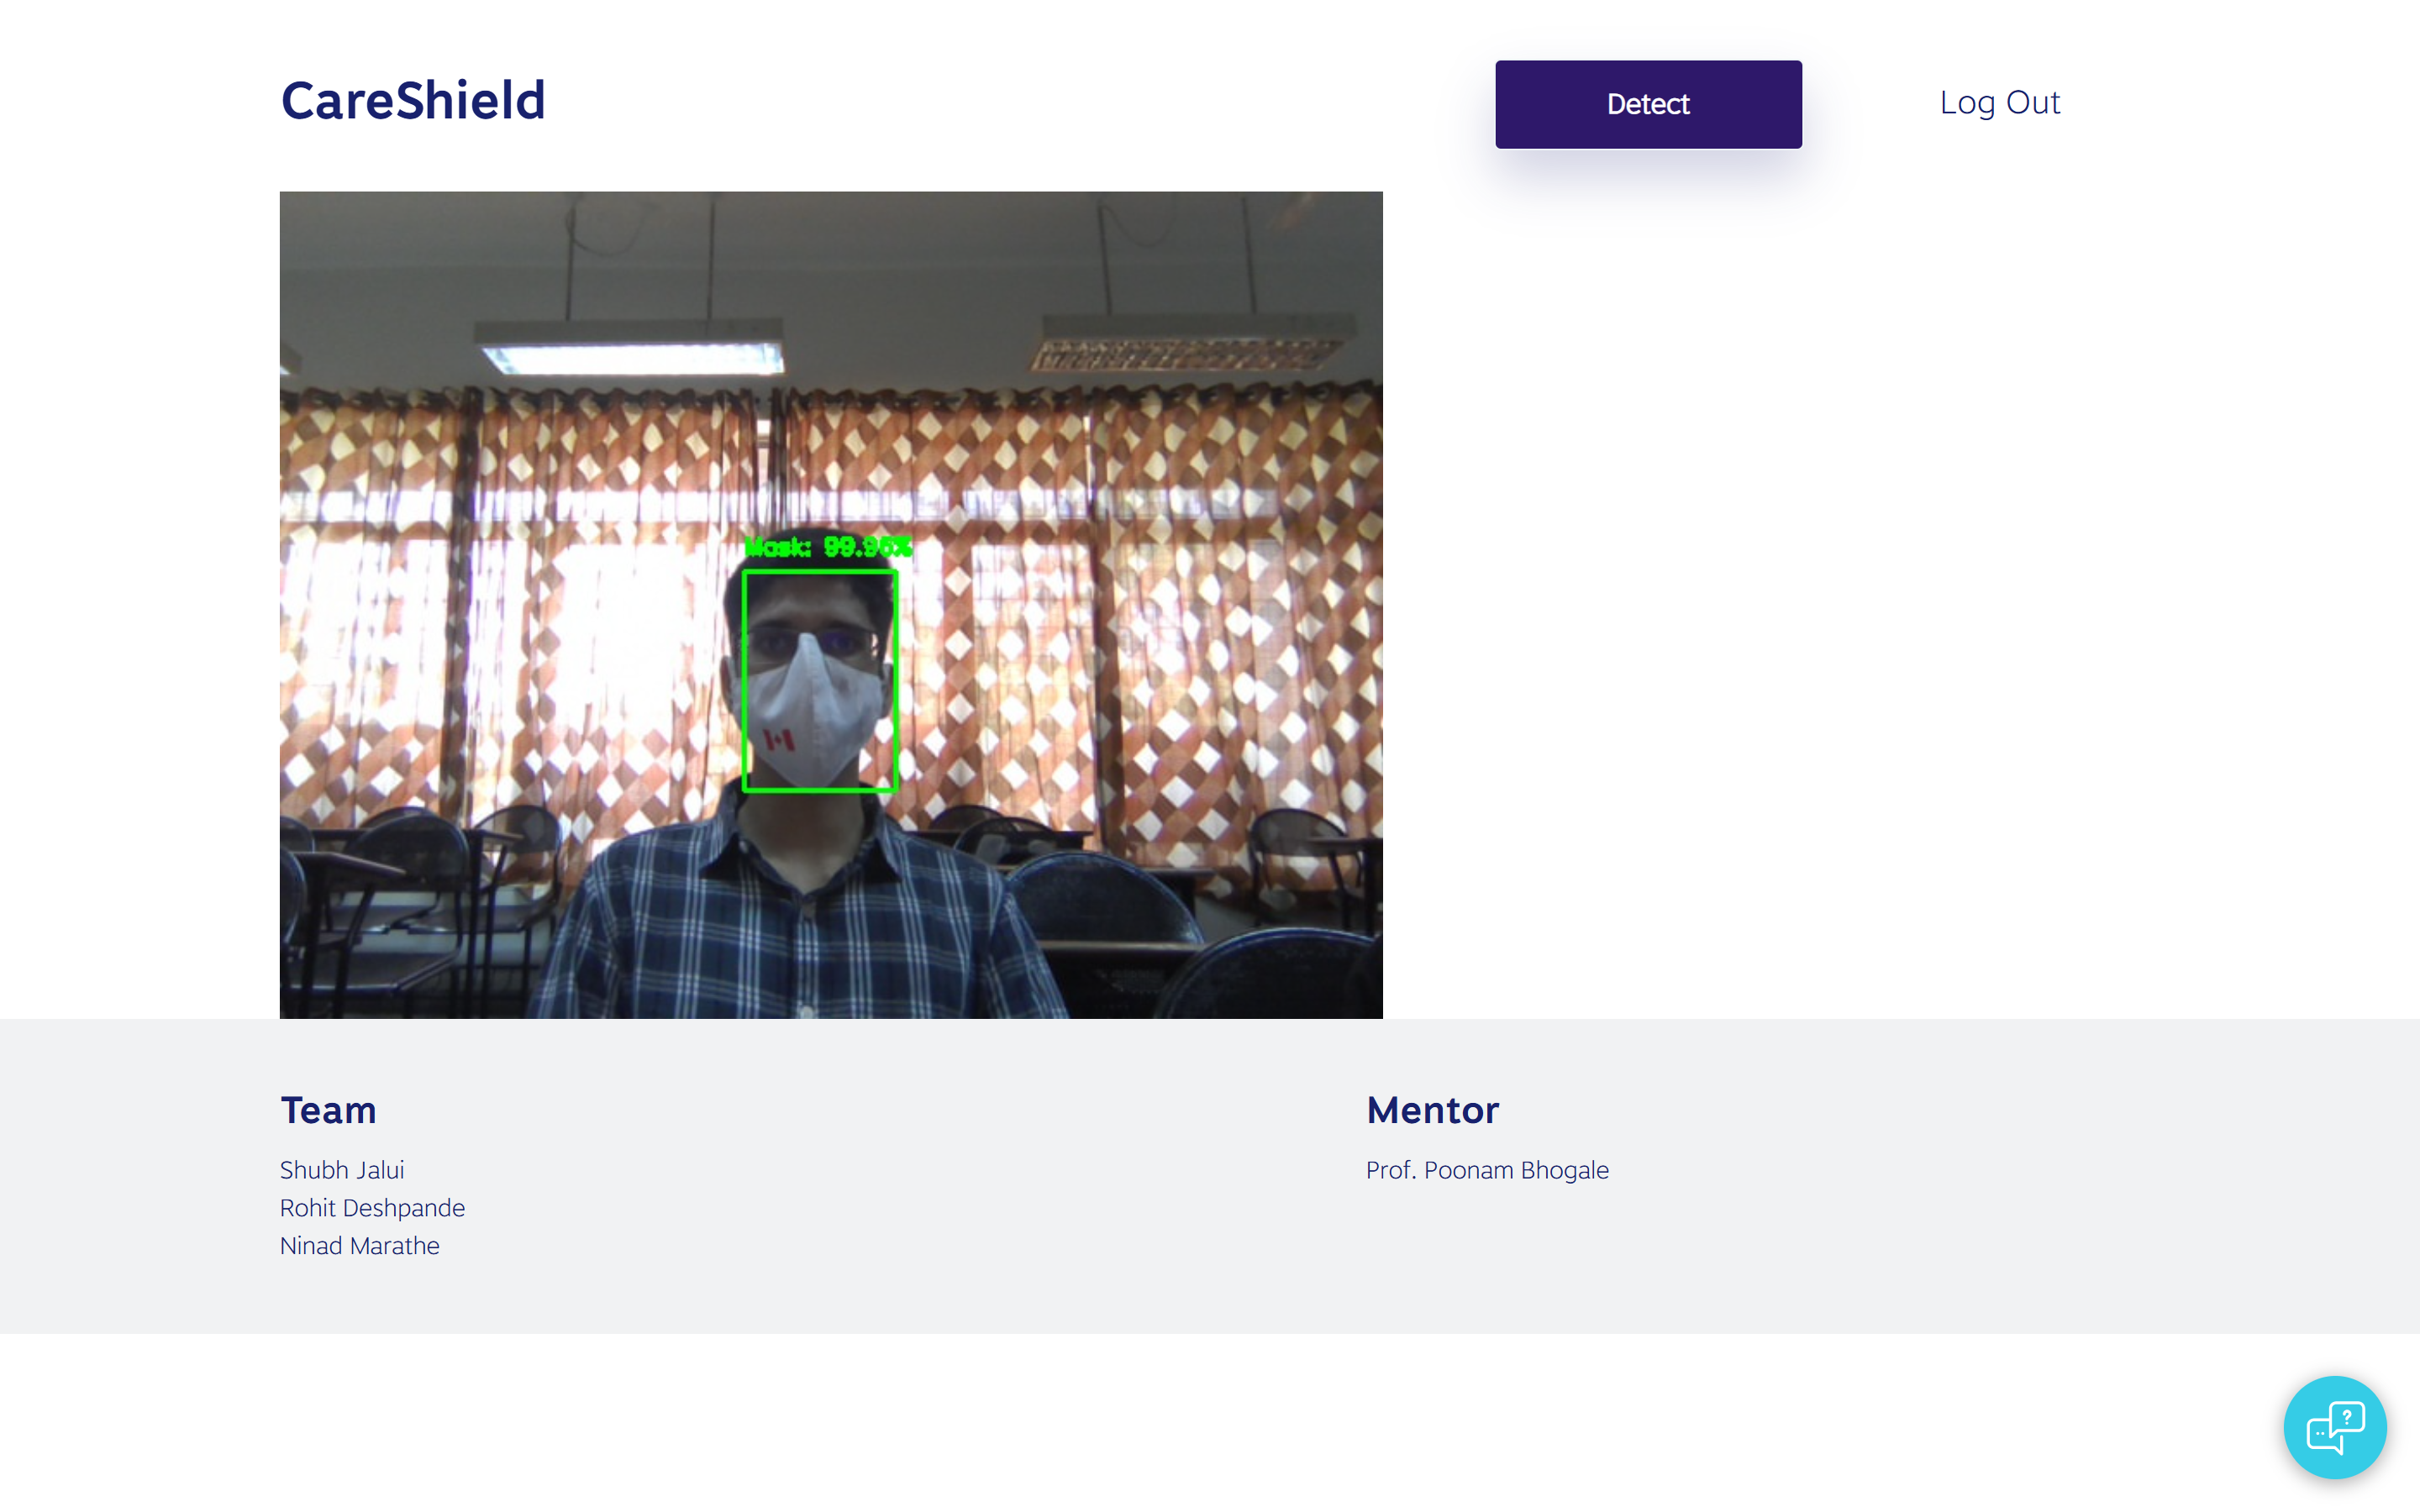 CareShield
Detect
Log Out
Mask: 99.96%
Team
Mentor
Shubh Jalui
Prof. Poonam Bhogale
Rohit Deshpande
Ninad Marathe
?